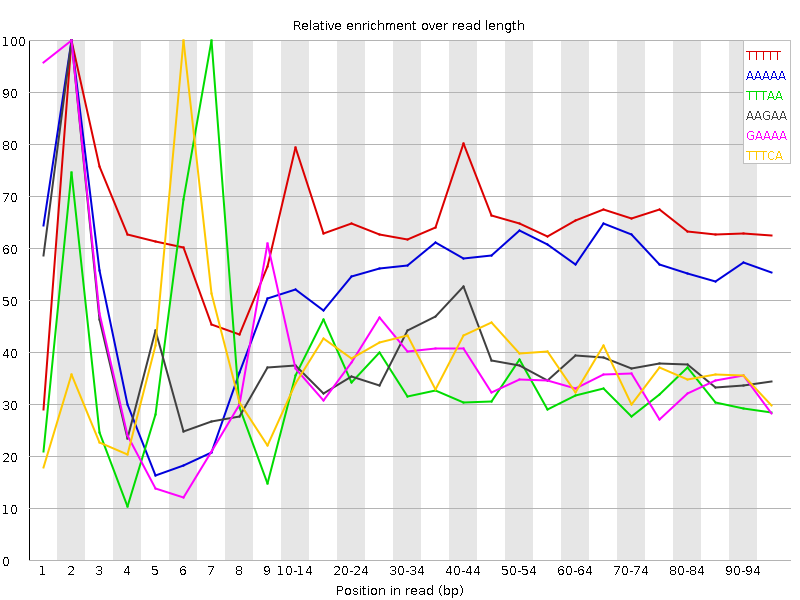 Relative enrichment over read length
100
90
80
70
60
50
40
30
20
10
0
TTTTT
AAAAA
TTTAA
AAGAA
GAAAA
TTTCA
1 2 3 4 5 6 7 8 9 10-14 20-24 30-34 40-44 50-54 60-64 70-74 80-84 90-94
Position in read (bp)